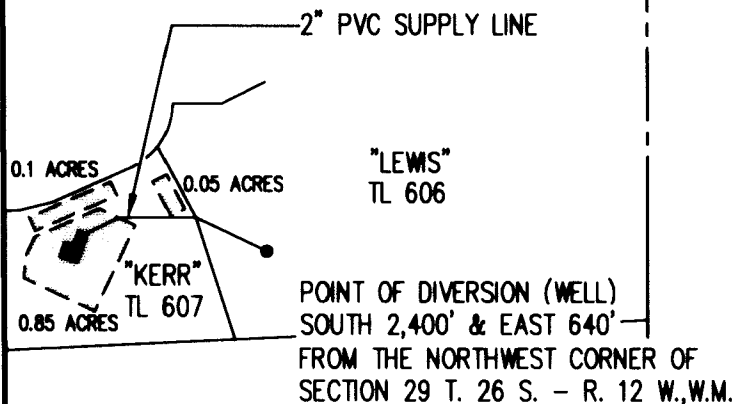 2" PVC SUPPLY LINE
0.1 ACRES
0.05 ACRES
"LEWIS"
TL 606
"KERR"
TL 607
0.85 ACRES
POINT OF DIVERSION (WELL)
SOUTH 2,400' & EAST 640'
FROM THE NORTHWEST CORNER OF
SECTION 29 T. 26 S. – R. 12 W.,W.M.